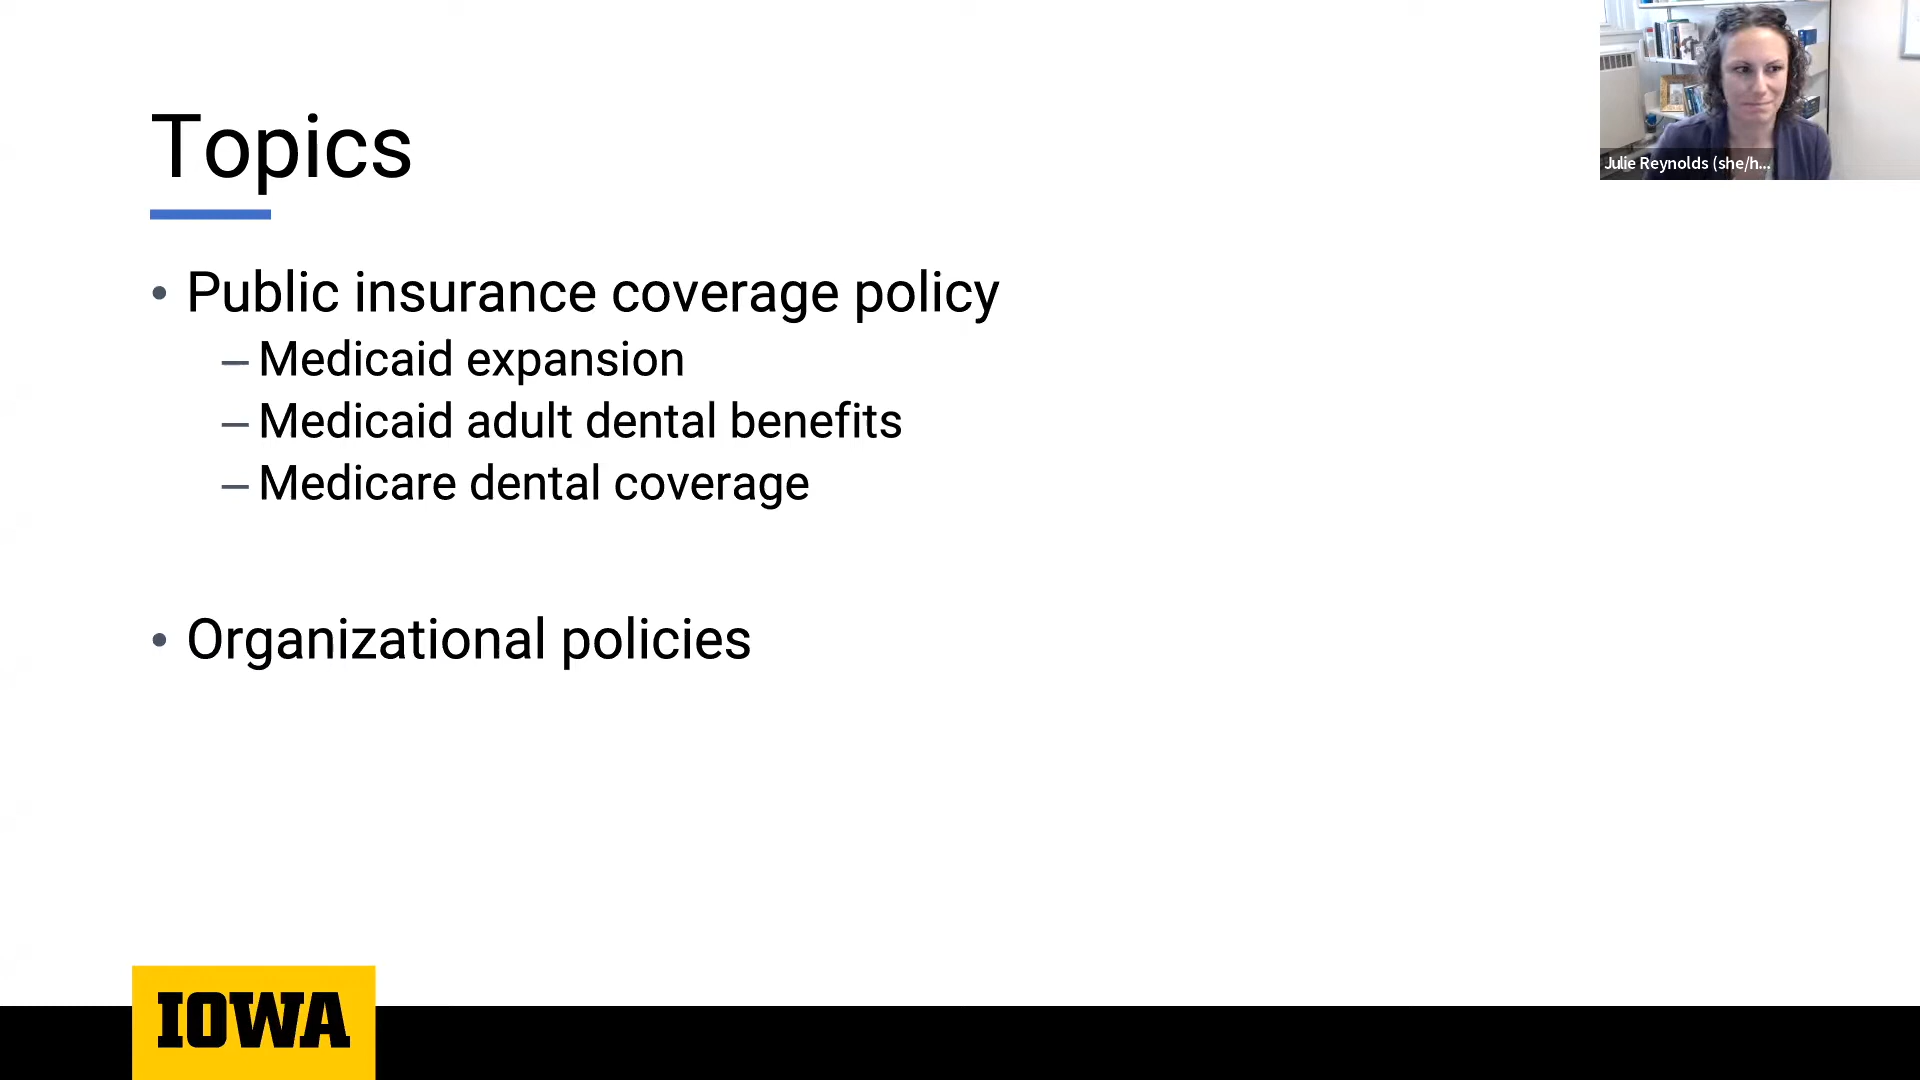 Topics
• Public insurance coverage policy
– Medicaid expansion
– Medicaid adult dental benefits
– Medicare dental coverage
• Organizational policies
Julie Reynolds (she/h...
IOWA